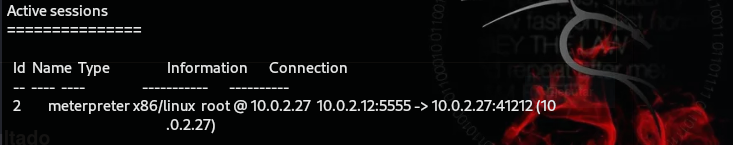 Active sessions
===============
Id Name Type Information Connection
-- ---- ---- ----------- ----------
2 meterpreter x86/linux root @ 10.0.2.27 10.0.2.12:5555 -> 10.0.2.27:41212 (10
.0.2.27)